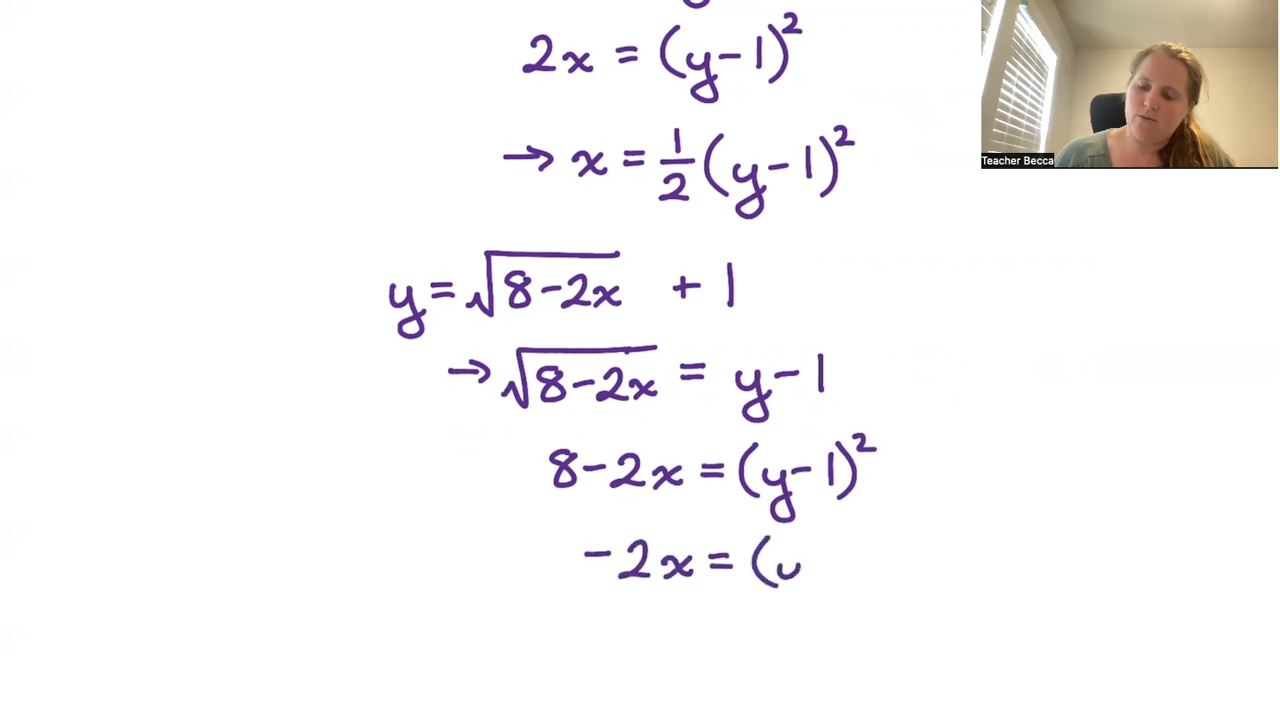 2x = (y-1)²
→ x = 1/2 (y-1)²
Teacher Becca
y = √(8-2x) + 1
→ √(8-2x) = y-1
8-2x = (y-1)²
-2x = (